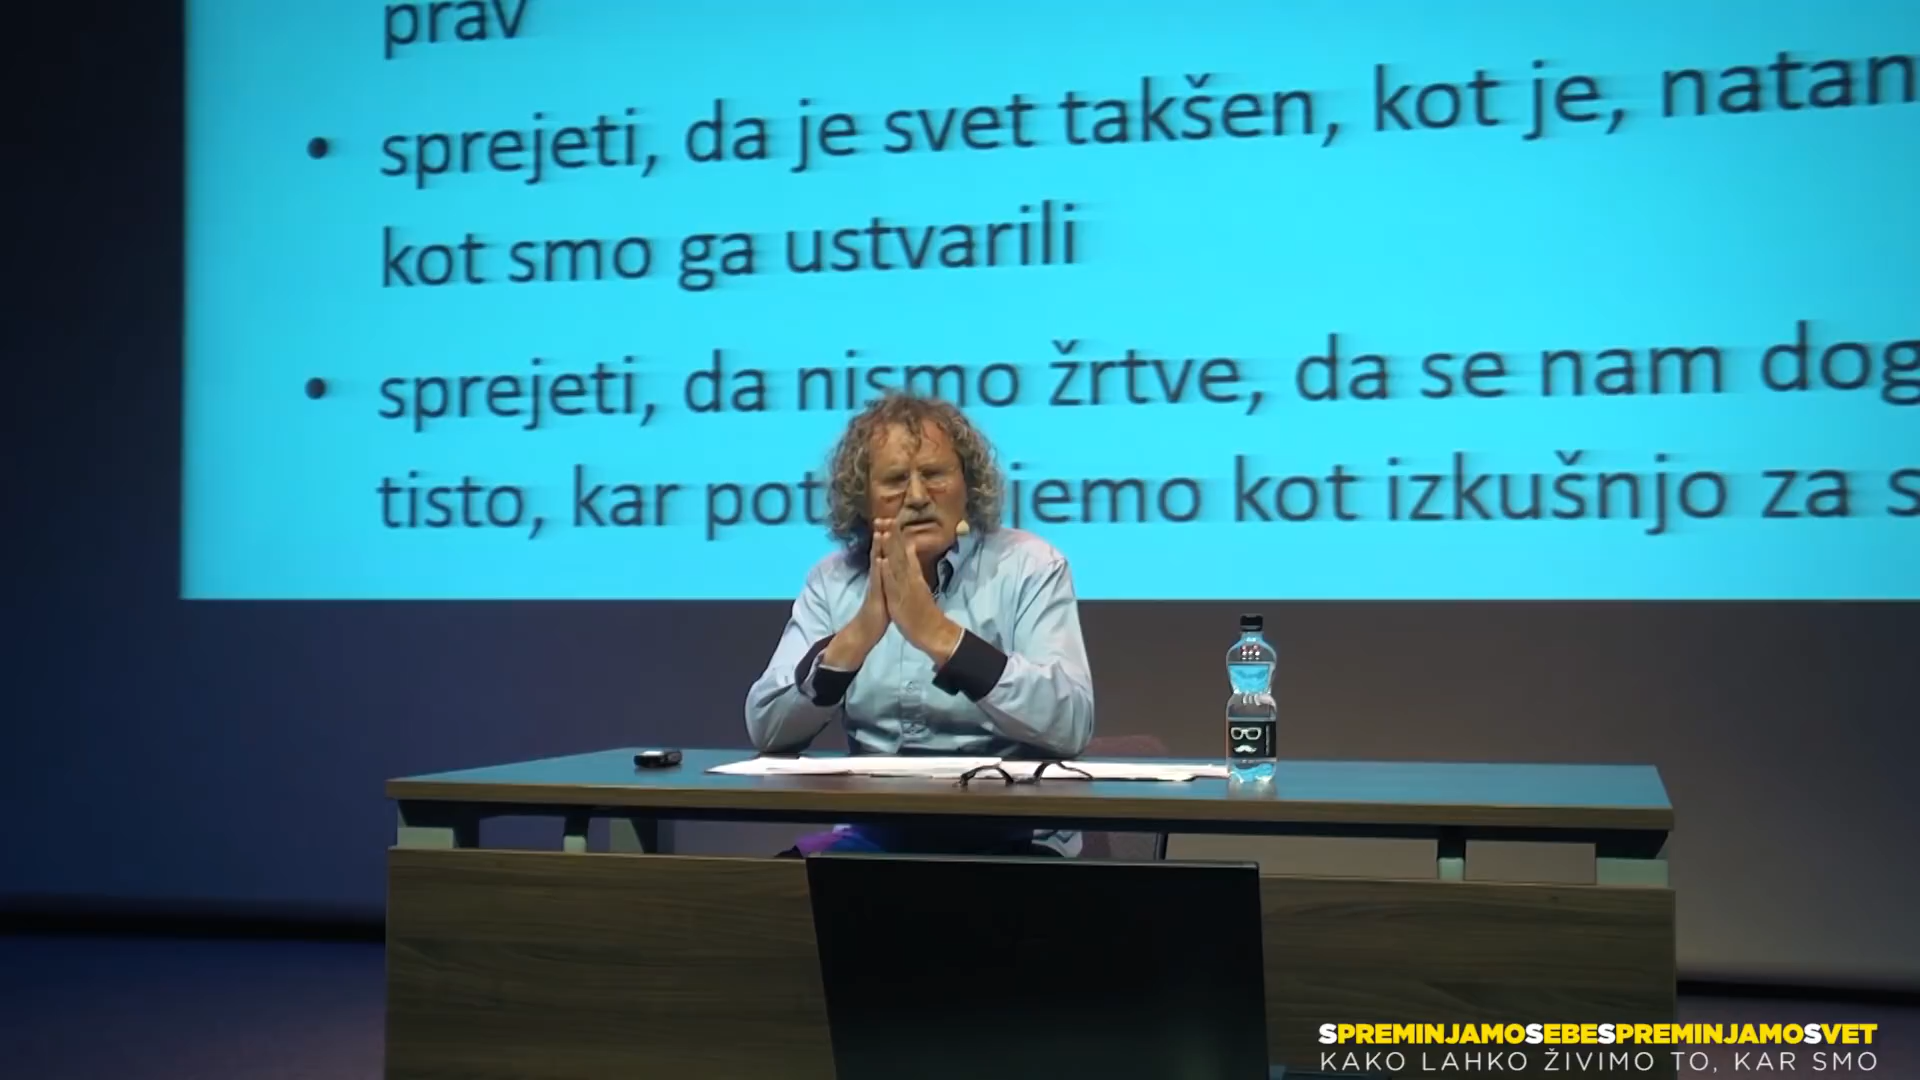 prav
• sprejeti, da je svet takšen, kot je, natan
kot smo ga ustvarili
• sprejeti, da nismo žrtve, da se nam dog
tisto, kar pot jemo kot izkušnjo za s
SPREMINJAMOSEBESPREMINJAMOSVET
KAKO LAHKO ŽIVIMO TO, KAR SMO